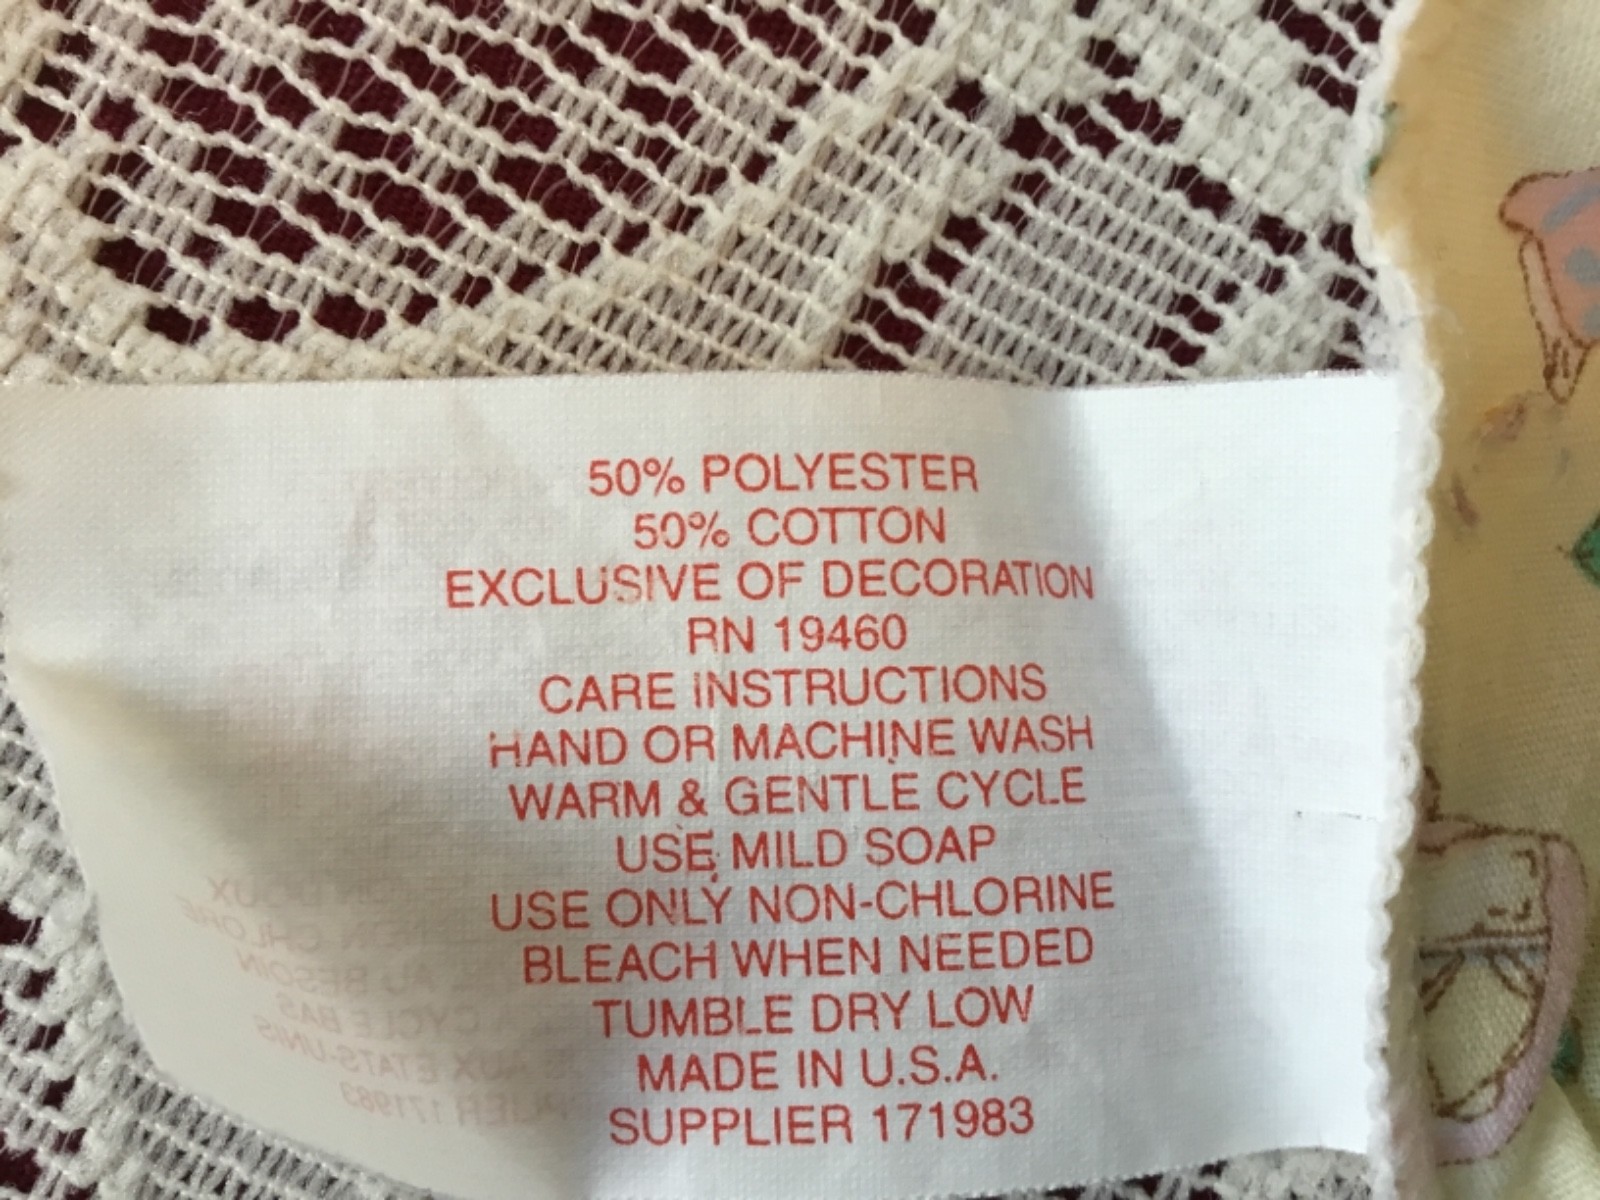 50% POLYESTER
50% COTTON
EXCLUSIVE OF DECORATION
RN 19460
CARE INSTRUCTIONS
HAND OR MACHINE WASH
WARM & GENTLE CYCLE
USE MILD SOAP
USE ONLY NON-CHLORINE
BLEACH WHEN NEEDED
TUMBLE DRY LOW
MADE IN U.S.A.
SUPPLIER 171983